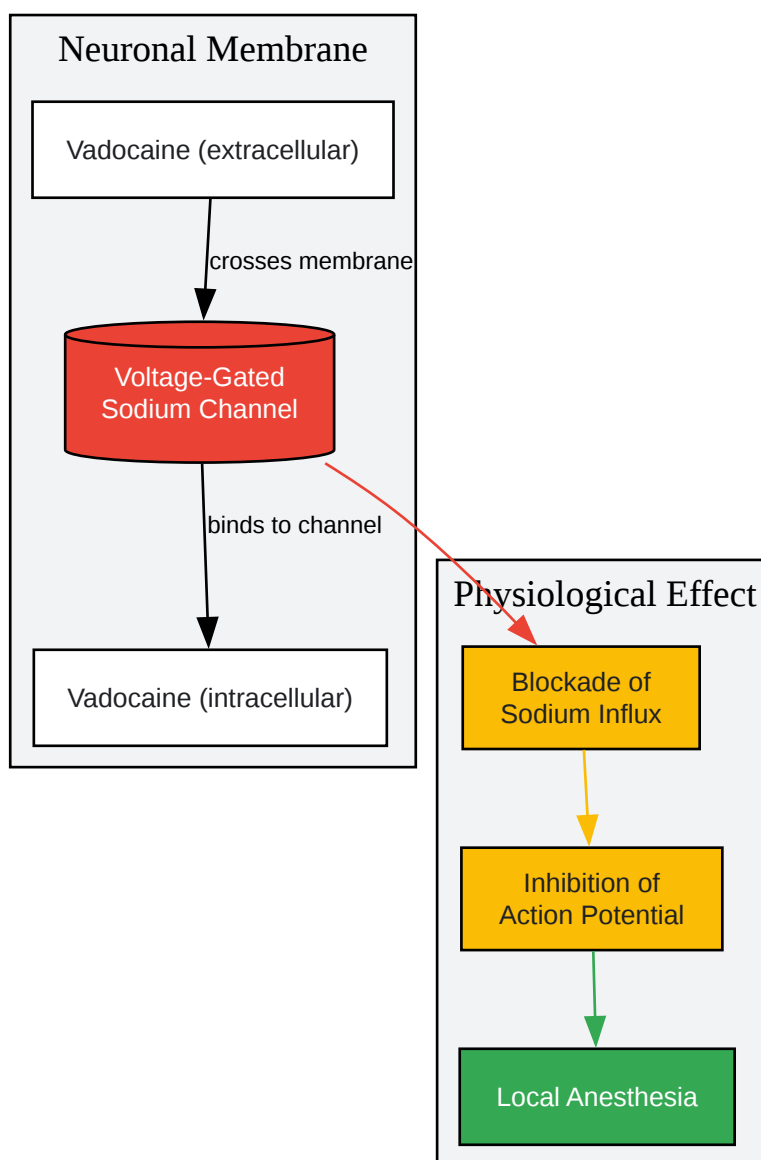 Neuronal Membrane
Vadocaine (extracellular)
crosses membrane
Voltage-Gated
Sodium Channel
binds to channel
Vadocaine (intracellular)
Physiological Effect
Blockade of
Sodium Influx
Inhibition of
Action Potential
Local Anesthesia